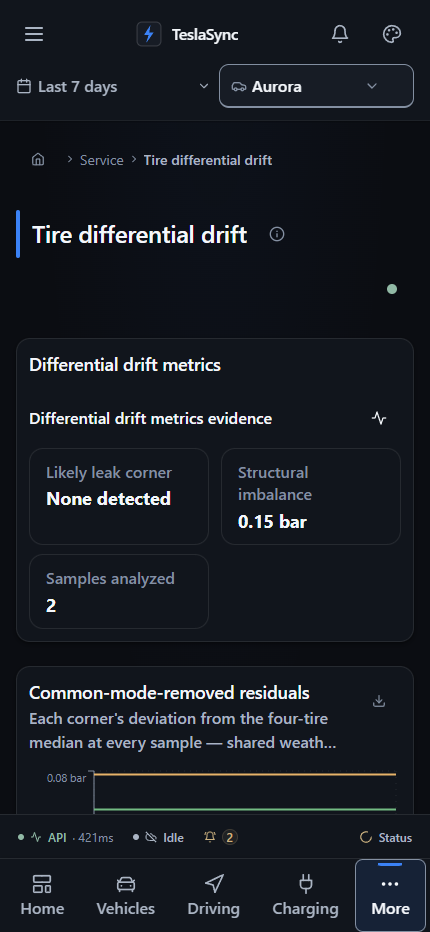 TeslaSync
Last 7 days
Aurora
Service
Tire differential drift
Tire differential drift
Differential drift metrics
Differential drift metrics evidence
Likely leak corner
None detected
Structural
imbalance
0.15 bar
Samples analyzed
2
Common-mode-removed residuals
Each corner's deviation from the four-tire
median at every sample — shared weath...
0.08 bar
API · 421ms
Idle
2
Status
Home
Vehicles
Driving
Charging
More